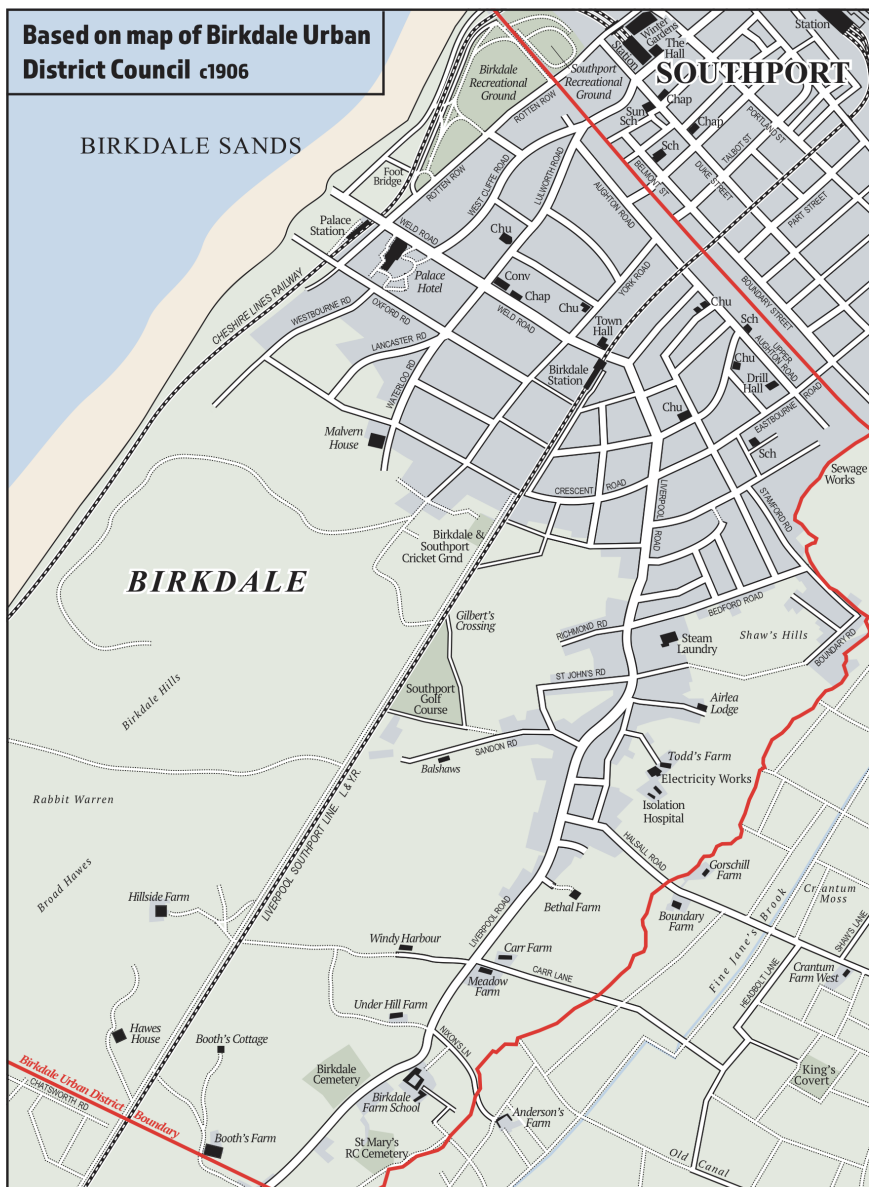 Based on map of Birkdale Urban
District Council c1906
Station
Winter
Gardens
Station
The
Hall
SOUTHPORT
Birkdale
Recreational
Ground
Southport
Recreational
Ground
ROTTEN ROW
Sun
Sch
Chap
Chap
PORTLAND ST
TALBOT ST
Sch
DUKE STREET
BELMONT ST
PART STREET
BIRKDALE SANDS
Foot
Bridge
ROTTEN ROW
WEST CLIFFE ROAD
LULWORTH ROAD
AUGHTON ROAD
Palace
Station
WELD ROAD
Chu
Palace
Hotel
CHESHIRE LINES RAILWAY
Conv
Chap
Chu
YORK ROAD
BOUNDARY STREET
WESTBOURNE RD
OXFORD RD
WELD ROAD
Town
Hall
Chu
Sch
UPPER
AUGHTON ROAD
LANCASTER RD
WATERLOO RD
Birkdale
Station
Chu
Drill
Hall
Chu
EASTBOURNE ROAD
Malvern
House
Sch
Sewage
Works
CRESCENT ROAD
LIVERPOOL ROAD
STAMFORD RD
Birkdale &
Southport
Cricket Grnd
BIRKDALE
Gilbert's
Crossing
BEDFORD ROAD
RICHMOND RD
Steam
Laundry
Shaw's Hills
BOUNDARY RD
ST JOHN'S RD
Southport
Golf
Course
Birkdale Hills
Airlea
Lodge
SANDON RD
Balshaws
Todd's Farm
Electricity Works
Isolation
Hospital
Rabbit Warren
LIVERPOOL SOUTHPORT LINE L. & Y.R.
HALSALL ROAD
Broad Hawes
Gorschill
Farm
Crantum
Moss
Hillside Farm
Bethal Farm
Boundary
Farm
Fine Jane's Brook
SHAW'S LANE
LIVERPOOL ROAD
Windy Harbour
Carr Farm
Meadow
Farm
CARR LANE
HEADBOLT LANE
Crantum
Farm West
Under Hill Farm
NIXON'S LN
Hawes
House
Booth's Cottage
Birkdale
Cemetery
Birkdale
Farm School
King's
Covert
Birkdale Urban District Boundary
CHATSWORTH RD
Anderson's
Farm
Booth's Farm
St Mary's
RC Cemetery
Old Canal